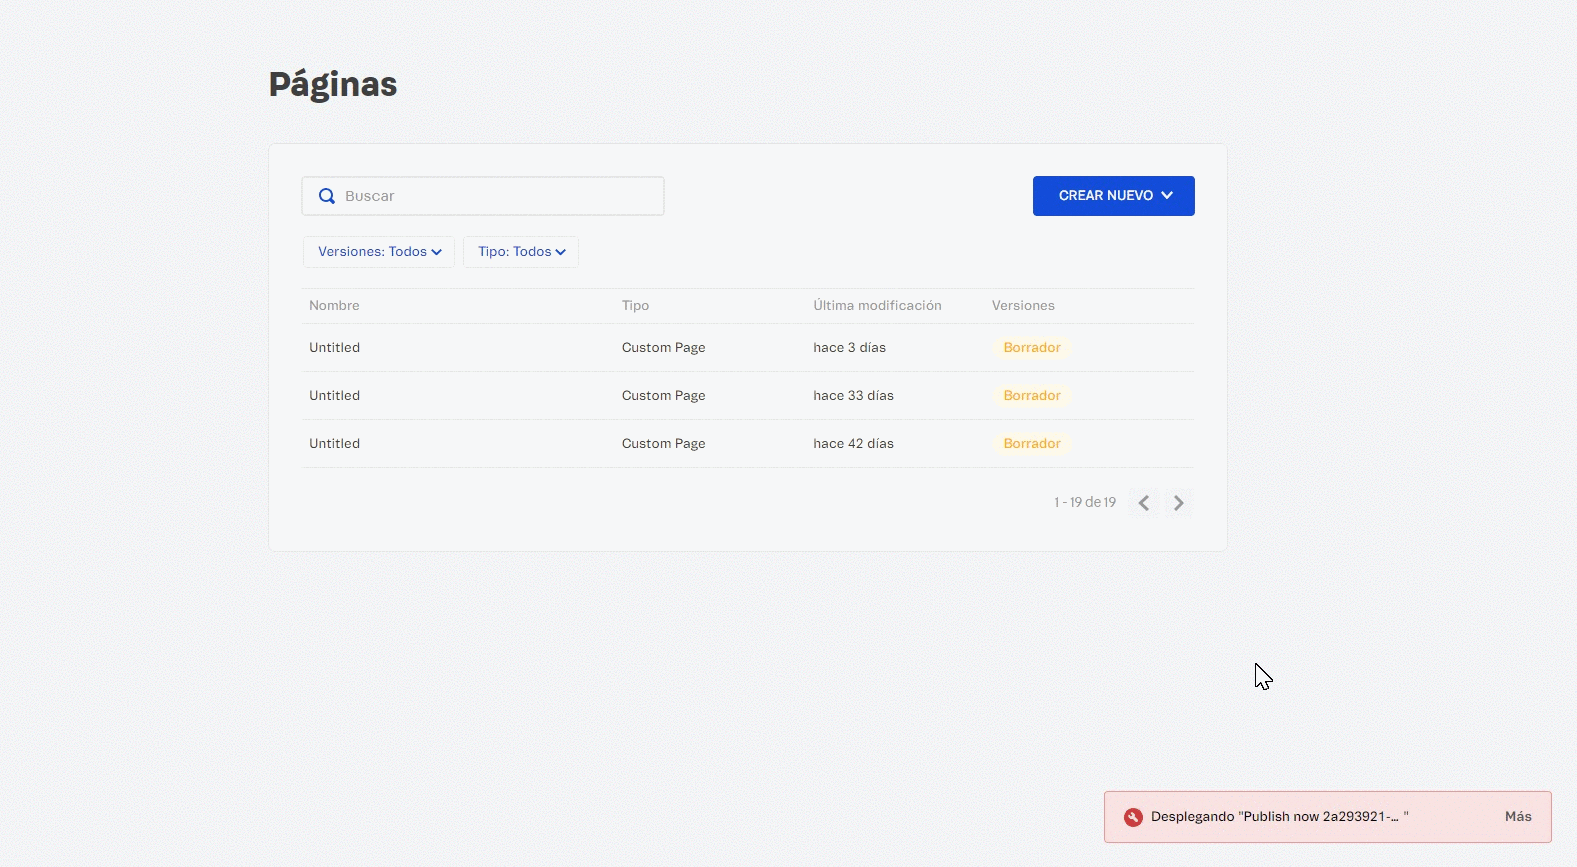 Páginas
Buscar
CREAR NUEVO
Versiones: Todos Tipo: Todos
Nombre Tipo Última modificación Versiones
Untitled Custom Page hace 3 días Borrador
Untitled Custom Page hace 33 días Borrador
Untitled Custom Page hace 42 días Borrador
1 - 19 de 19
Desplegando "Publish now 2a293921-... " Más